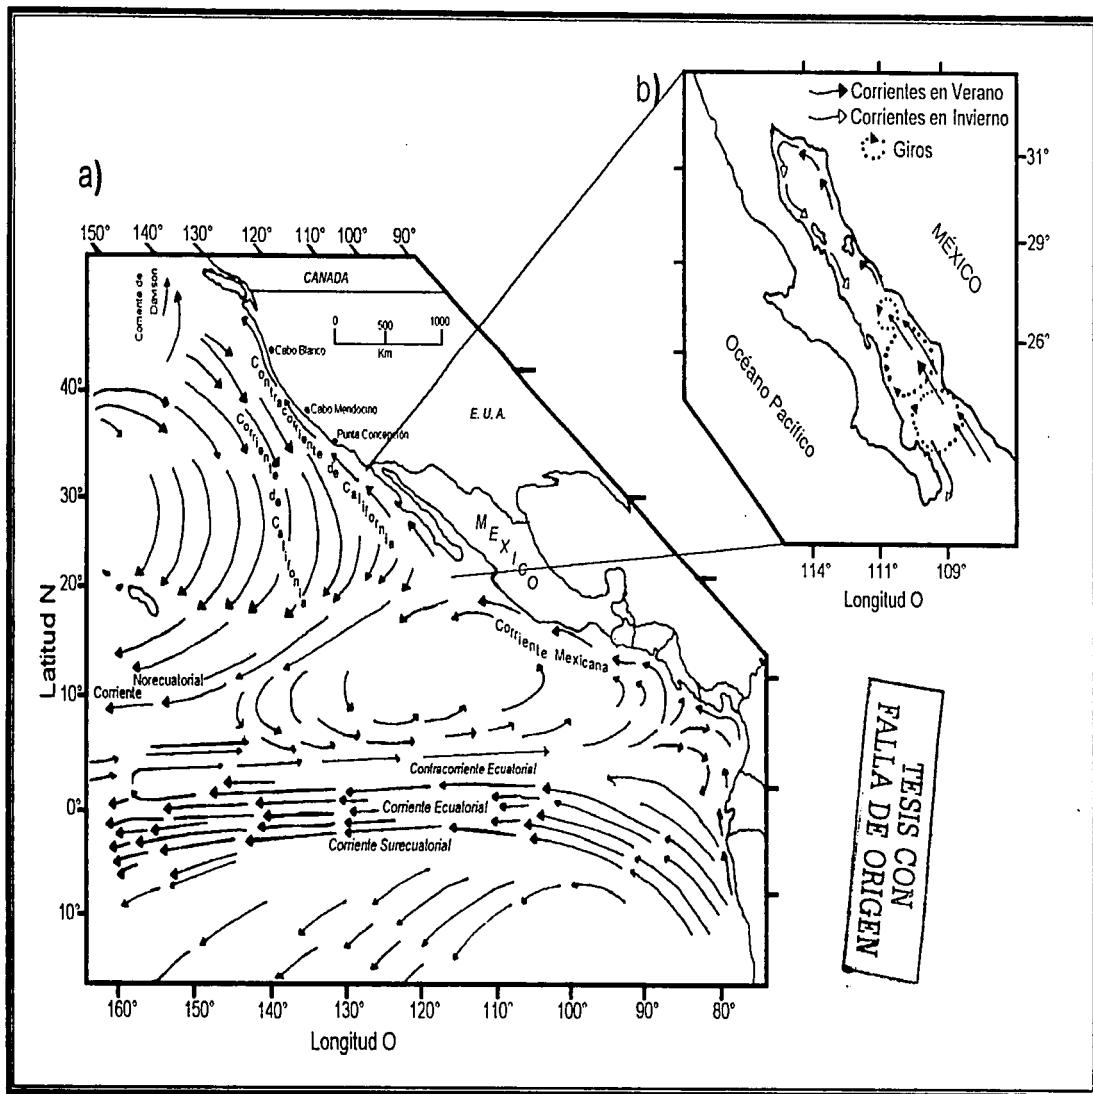 a)
150° 140° 130° 120° 110° 100° 90°
CANADA
Corriente de
Davison
0 500 1000
Km
Cabo Blanco
Cabo Mendocino
Punta Concepción
E. U. A.
Contracorriente de California
Corriente de California
MEXICO
Corriente Mexicana
Norecuatorial
Corriente
Contracorriente Ecuatorial
Corriente Ecuatorial
Corriente Surecuatorial
Latitud N
40°
30°
20°
10°
0°
10°
160° 150° 140° 130° 120° 110° 100° 90° 80°
Longitud O
b)
Corrientes en Verano
Corrientes en Invierno
Giros
31°
29°
26°
MÉXICO
Océano Pacífico
114° 111° 109°
Longitud O
TESIS CON
FALLA DE ORIGEN